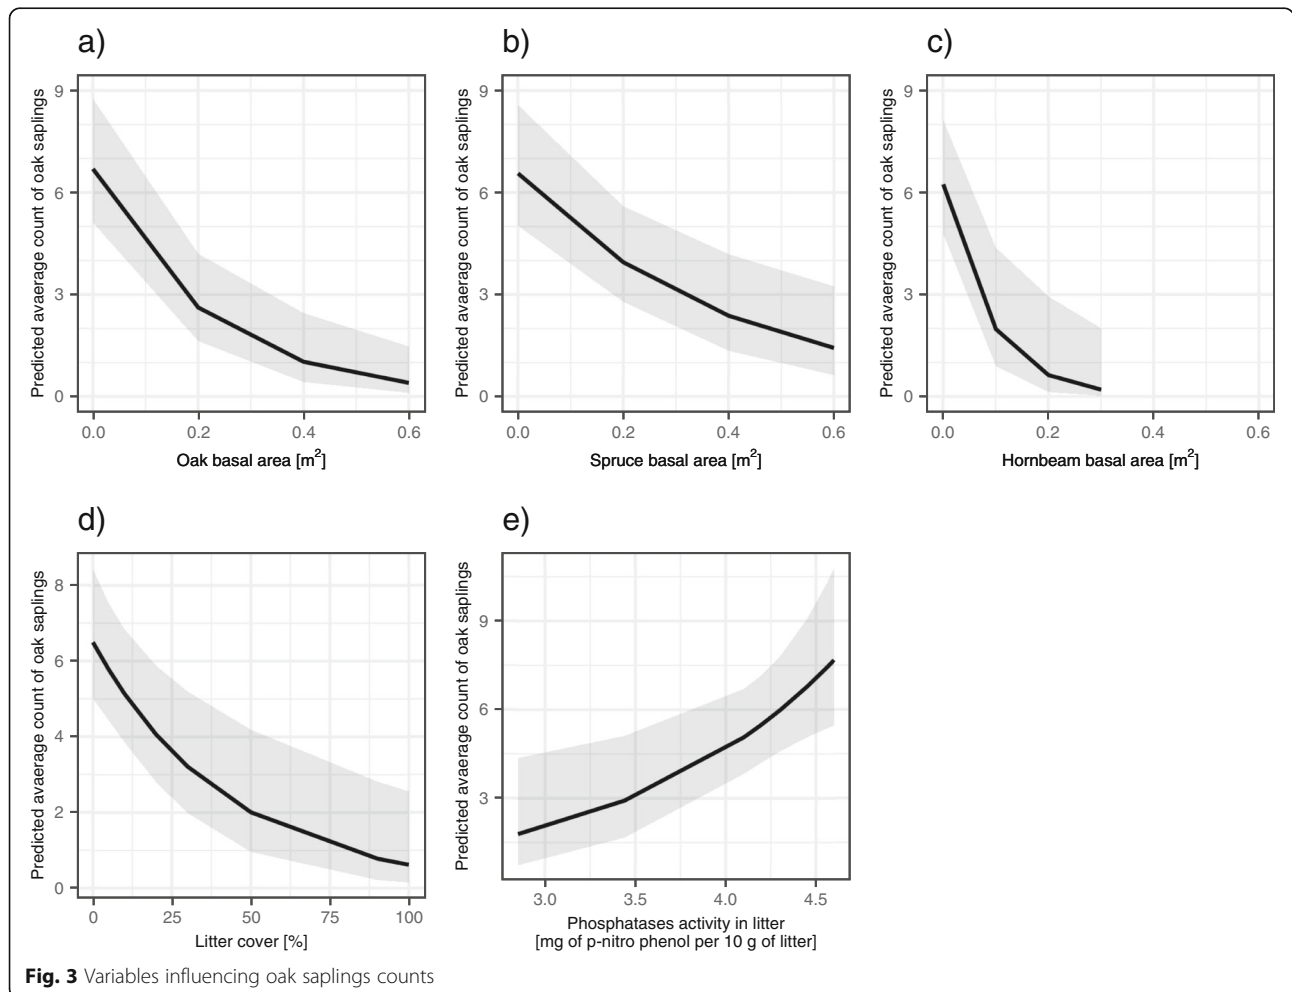 a)
b)
c)
Predicted avaerage count of oak saplings
9
6
3
0
0.0 0.2 0.4 0.6
Oak basal area [m²]
Predicted avaerage count of oak saplings
9
6
3
0
0.0 0.2 0.4 0.6
Spruce basal area [m²]
Predicted avaerage count of oak saplings
9
6
3
0
0.0 0.2 0.4 0.6
Hornbeam basal area [m²]
d)
e)
Predicted avaerage count of oak saplings
8
6
4
2
0
0 25 50 75 100
Litter cover [%]
Predicted avaerage count of oak saplings
9
6
3
3.0 3.5 4.0 4.5
Phosphatases activity in litter
[mg of p-nitro phenol per 10 g of litter]
Fig. 3 Variables influencing oak saplings counts